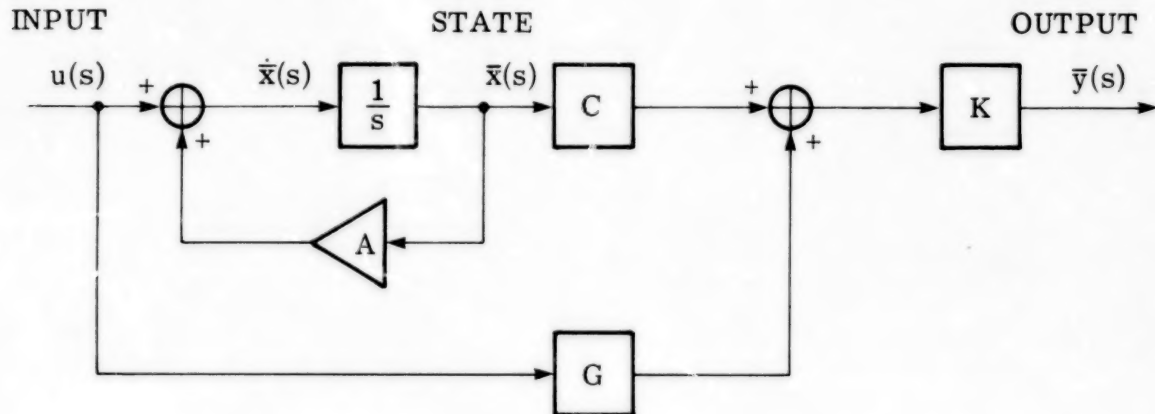 INPUT STATE OUTPUT
u(s) + ẋ̄(s) 1/s x̄(s) C + K ȳ(s)
+ +
A
G